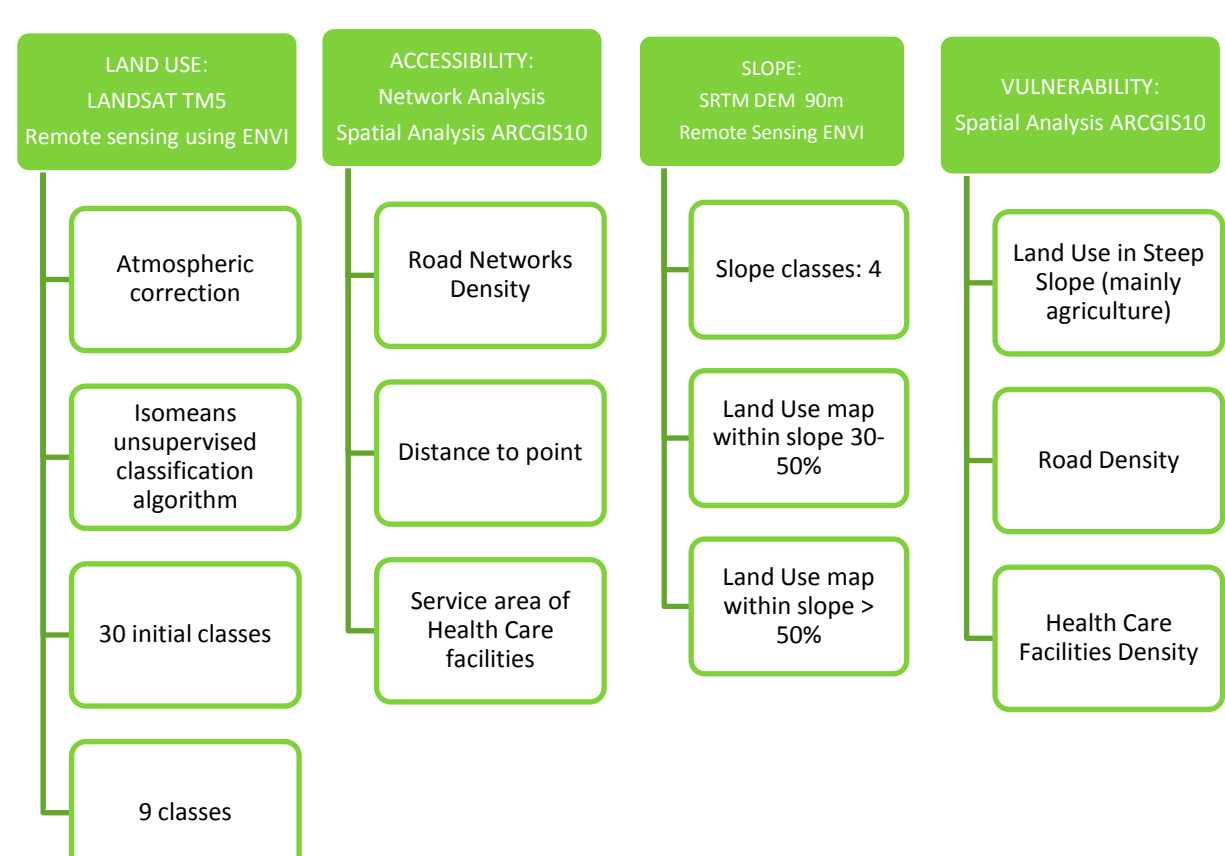 LAND USE:
LANDSAT TM5
Remote sensing using ENVI
Atmospheric
correction
Isomeans
unsupervised
classification
algorithm
30 initial classes
9 classes
ACCESSIBILITY:
Network Analysis
Spatial Analysis ARCGIS10
Road Networks
Density
Distance to point
Service area of
Health Care
facilities
SLOPE:
SRTM DEM 90m
Remote Sensing ENVI
Slope classes: 4
Land Use map
within slope 30-
50%
Land Use map
within slope >
50%
VULNERABILITY:
Spatial Analysis ARCGIS10
Land Use in Steep
Slope (mainly
agriculture)
Road Density
Health Care
Facilities Density